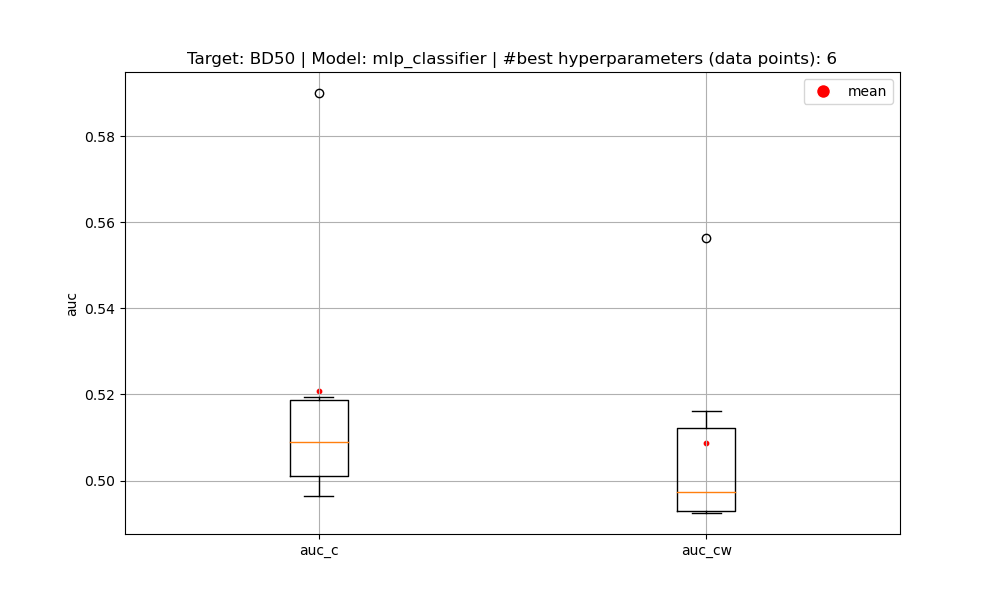 Target: BD50 | Model: mlp_classifier | #best hyperparameters (data points): 6
mean
0.58
0.56
0.54
0.52
0.50
auc
auc_c
auc_cw